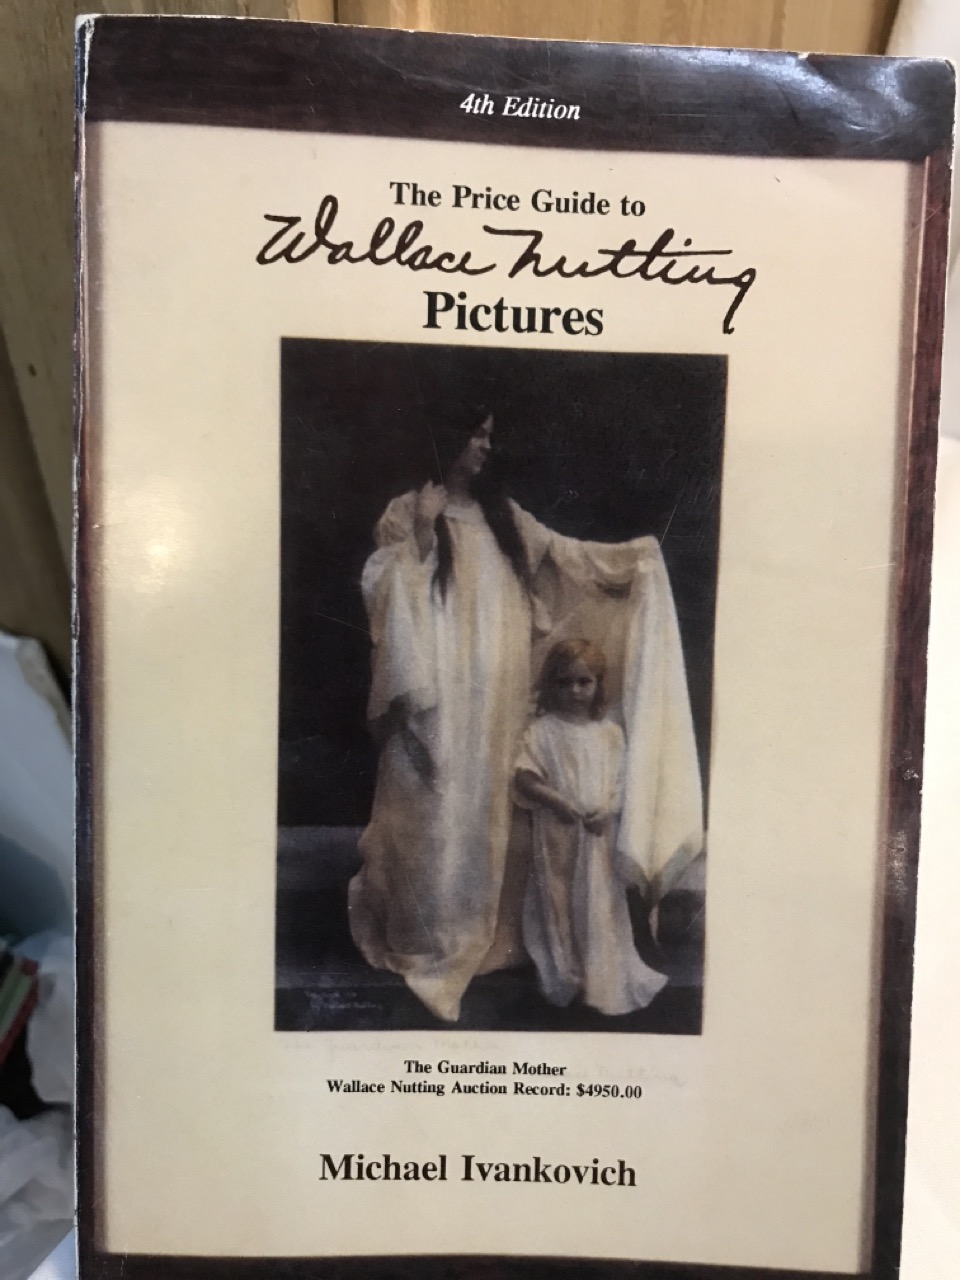 4th Edition
The Price Guide to
Wallace Nutting
Pictures
The Guardian Mother
Wallace Nutting Auction Record: $4950.00
Michael Ivankovich